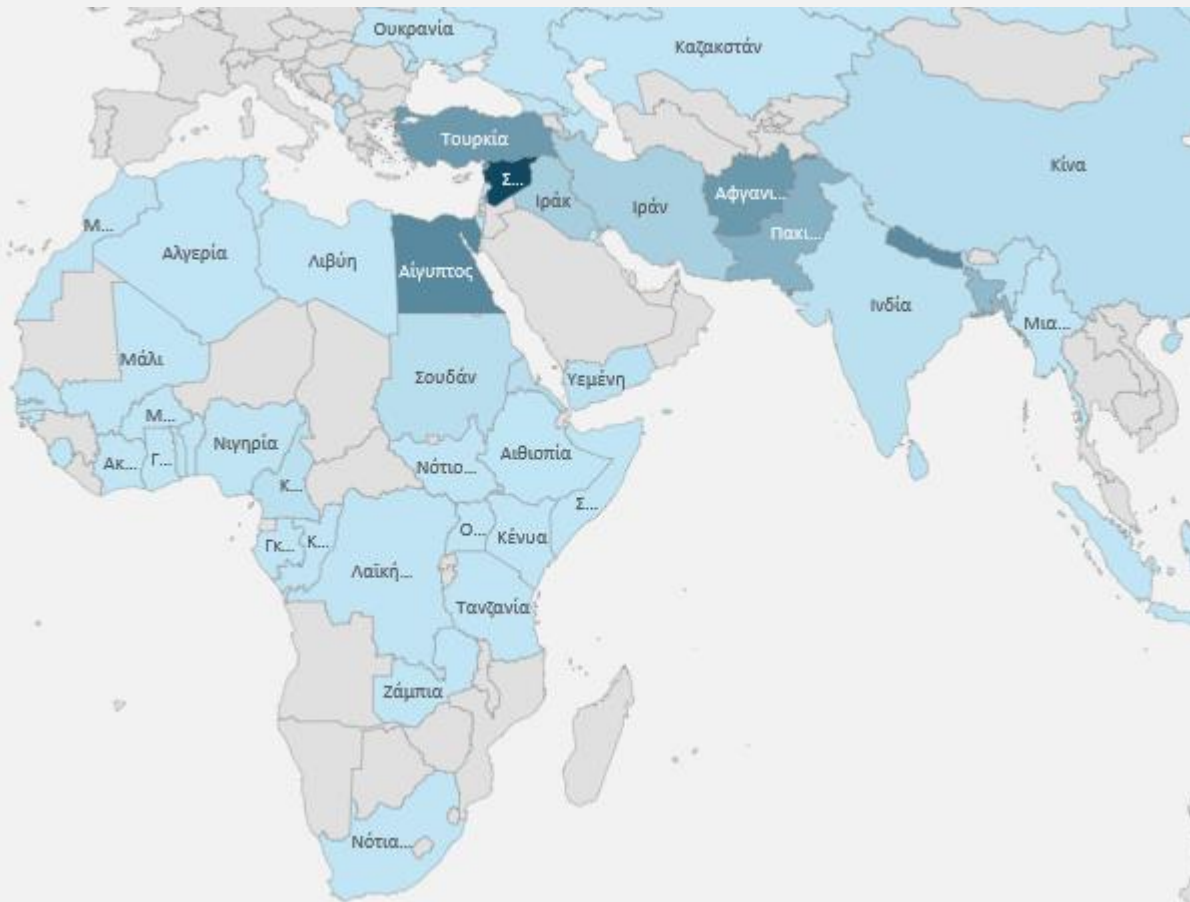 Ουκρανία
Καζακστάν
Τουρκία
Κίνα
Σ...
Ιράκ
Ιράν
Αφγανι...
Πακι...
Μ...
Αλγερία
Λιβύη
Αίγυπτος
Ινδία
Μια...
Μάλι
Σουδάν
Υεμένη
Μ...
Νιγηρία
Ακ...
Γ...
Νότιο...
Αιθιοπία
Κ...
Σ...
Ο...
Κένυα
Γκ...
Κ...
Λαϊκή...
Τανζανία
Ζάμπια
Νότια...